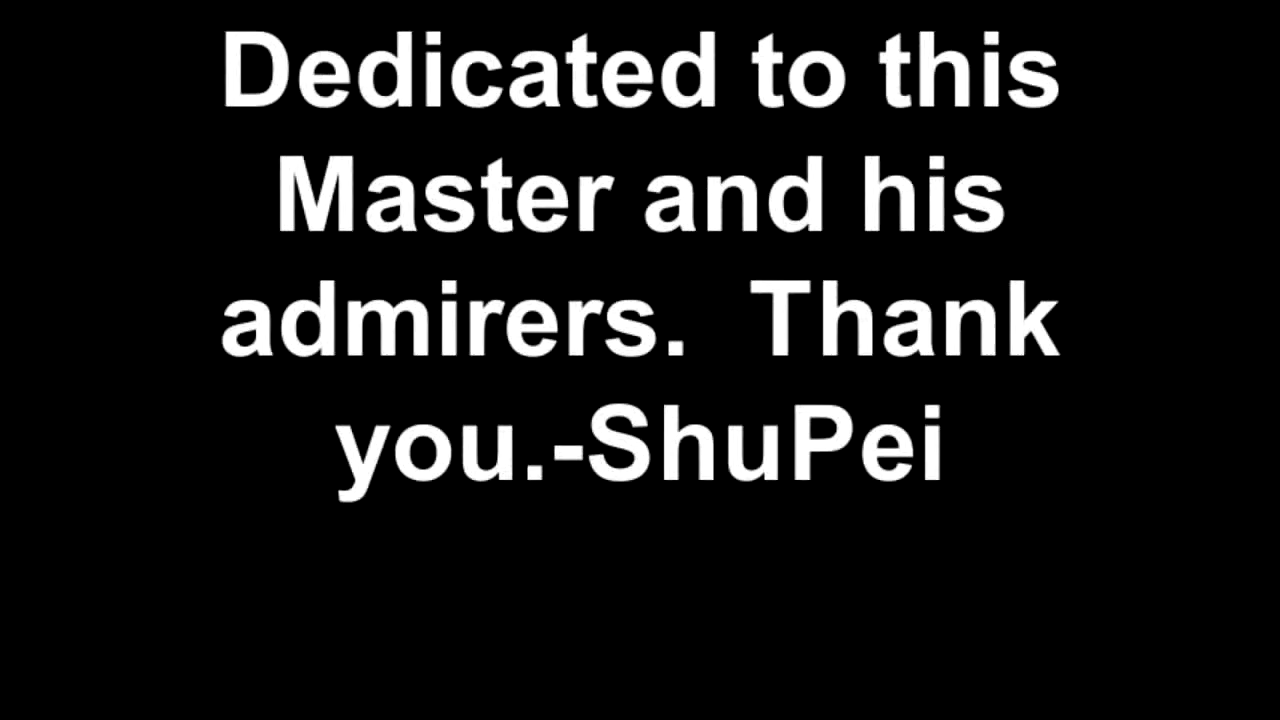 Dedicated to this
Master and his
admirers.  Thank
you.-ShuPei